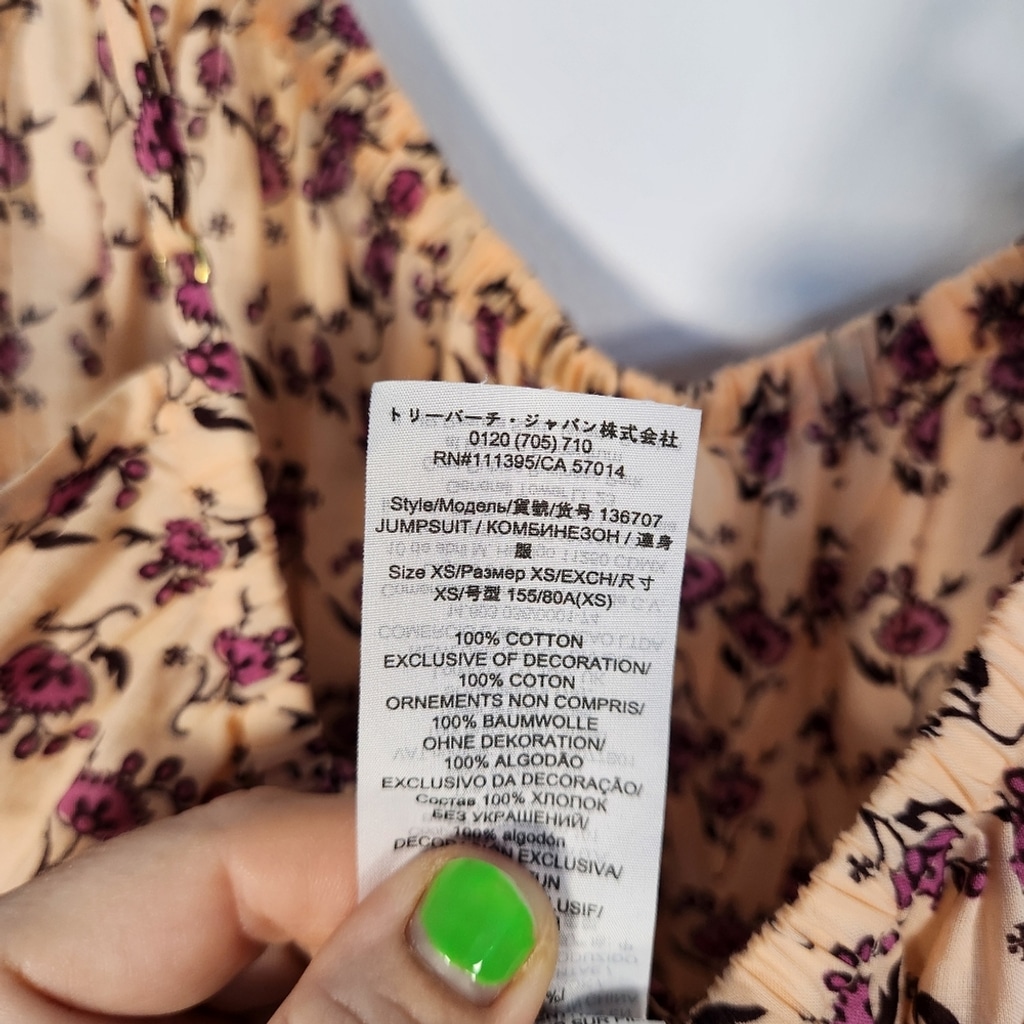 トリーバーチ・ジャパン株式会社
0120 (705) 710
RN#111395/CA 57014
Style/Модель/貨號/货号 136707
JUMPSUIT / КОМБИНЕЗОН / 連身
服
Size XS/Размер XS/EXCH/尺寸
XS/号型 155/80A(XS)
100% COTTON
EXCLUSIVE OF DECORATION/
100% COTON
ORNEMENTS NON COMPRIS/
100% BAUMWOLLE
OHNE DEKORATION/
100% ALGODÃO
EXCLUSIVO DA DECORAÇÃO/
Состав 100% ХЛОПОК
БЕЗ УКРАШЕНИЙ/
100% algodón
EXCLUSIVA/